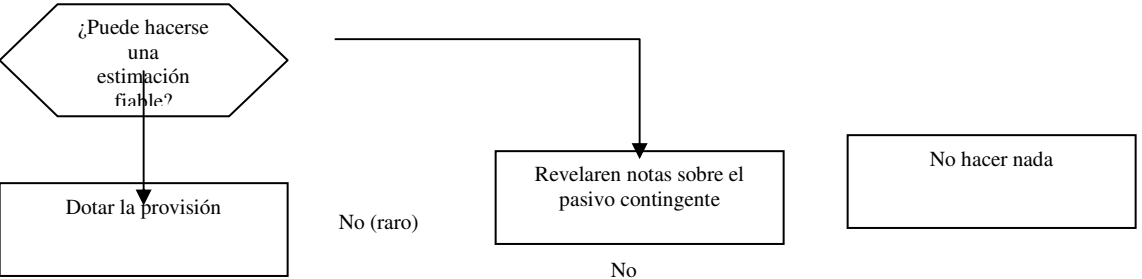 ¿Puede hacerse
una
estimación
fiable?
Dotar la provisión
No (raro)
Revelaren notas sobre el
pasivo contingente
No
No hacer nada